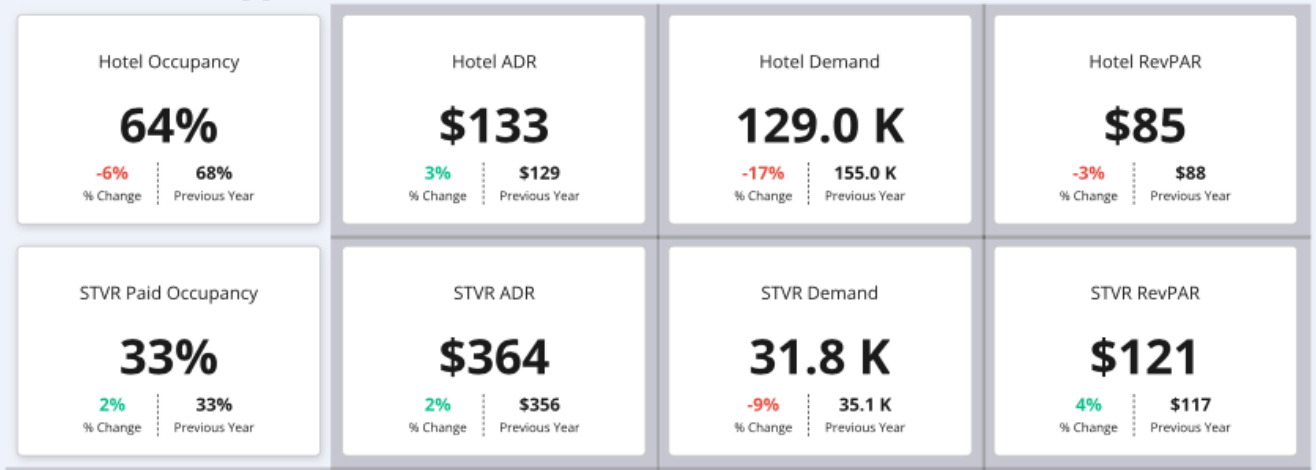 Hotel Occupancy
64%
-6%
% Change
68%
Previous Year
Hotel ADR
$133
3%
% Change
$129
Previous Year
Hotel Demand
129.0 K
-17%
% Change
155.0 K
Previous Year
Hotel RevPAR
$85
-3%
% Change
$88
Previous Year
STVR Paid Occupancy
33%
2%
% Change
33%
Previous Year
STVR ADR
$364
2%
% Change
$356
Previous Year
STVR Demand
31.8 K
-9%
% Change
35.1 K
Previous Year
STVR RevPAR
$121
4%
% Change
$117
Previous Year